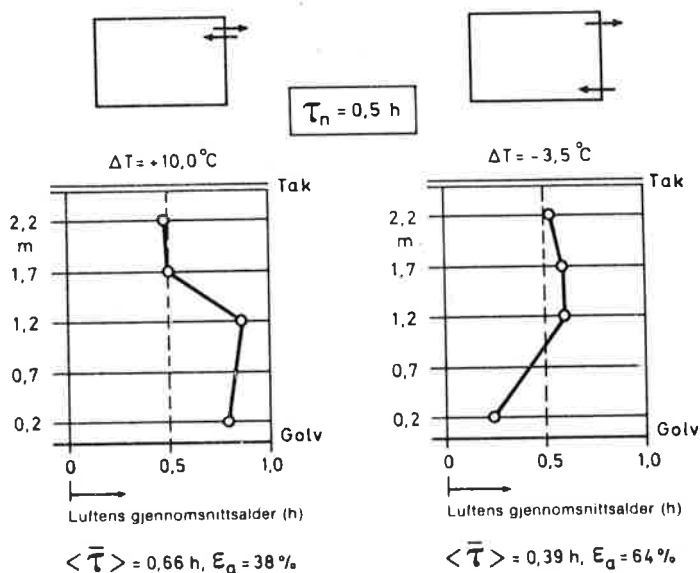 τn = 0,5 h
ΔT = +10,0°C
Tak
2,2
m
1,7
1,2
0,7
0,2
Golv
0
0,5
1,0
Luftens gjennomsnittsalder (h)
< τ̄ > = 0,66 h, εa = 38 %
ΔT = - 3,5°C
Tak
2,2
m
1,7
1,2
0,7
0,2
Golv
0
0,5
1,0
Luftens gjennomsnittsalder (h)
< τ̄ > = 0,39 h, εa = 64 %